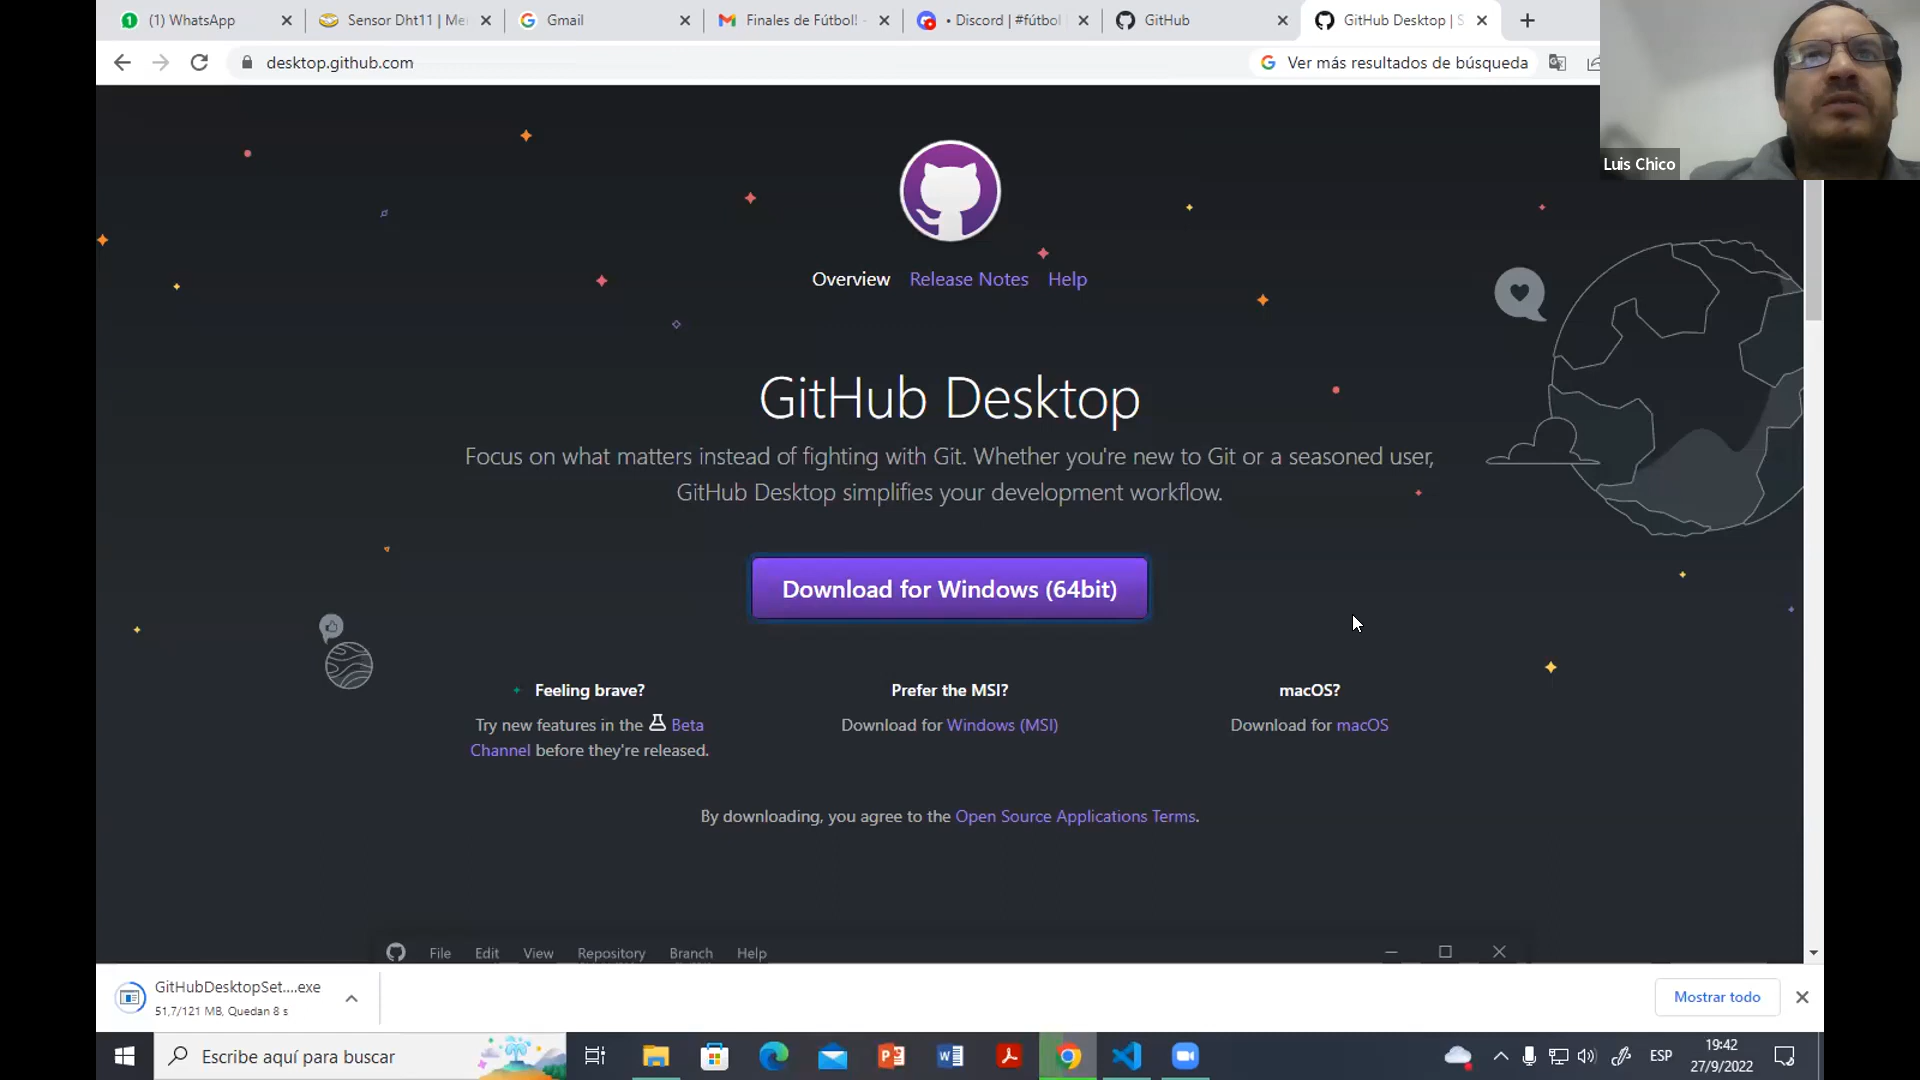 (1) WhatsApp
Sensor Dht11 | Me
Gmail
Finales de Fútbol! -
• Discord | #fútbol
GitHub
GitHub Desktop | S
desktop.github.com
Ver más resultados de búsqueda
Luis Chico
Overview Release Notes Help
GitHub Desktop
Focus on what matters instead of fighting with Git. Whether you're new to Git or a seasoned user,
GitHub Desktop simplifies your development workflow.
Download for Windows (64bit)
Feeling brave?
Try new features in the Beta
Channel before they're released.
Prefer the MSI?
Download for Windows (MSI)
macOS?
Download for macOS
By downloading, you agree to the Open Source Applications Terms.
File Edit View Repository Branch Help
GitHubDesktopSet....exe
51,7/121 MB, Quedan 8 s
Mostrar todo
Escribe aquí para buscar
ESP
19:42
27/9/2022